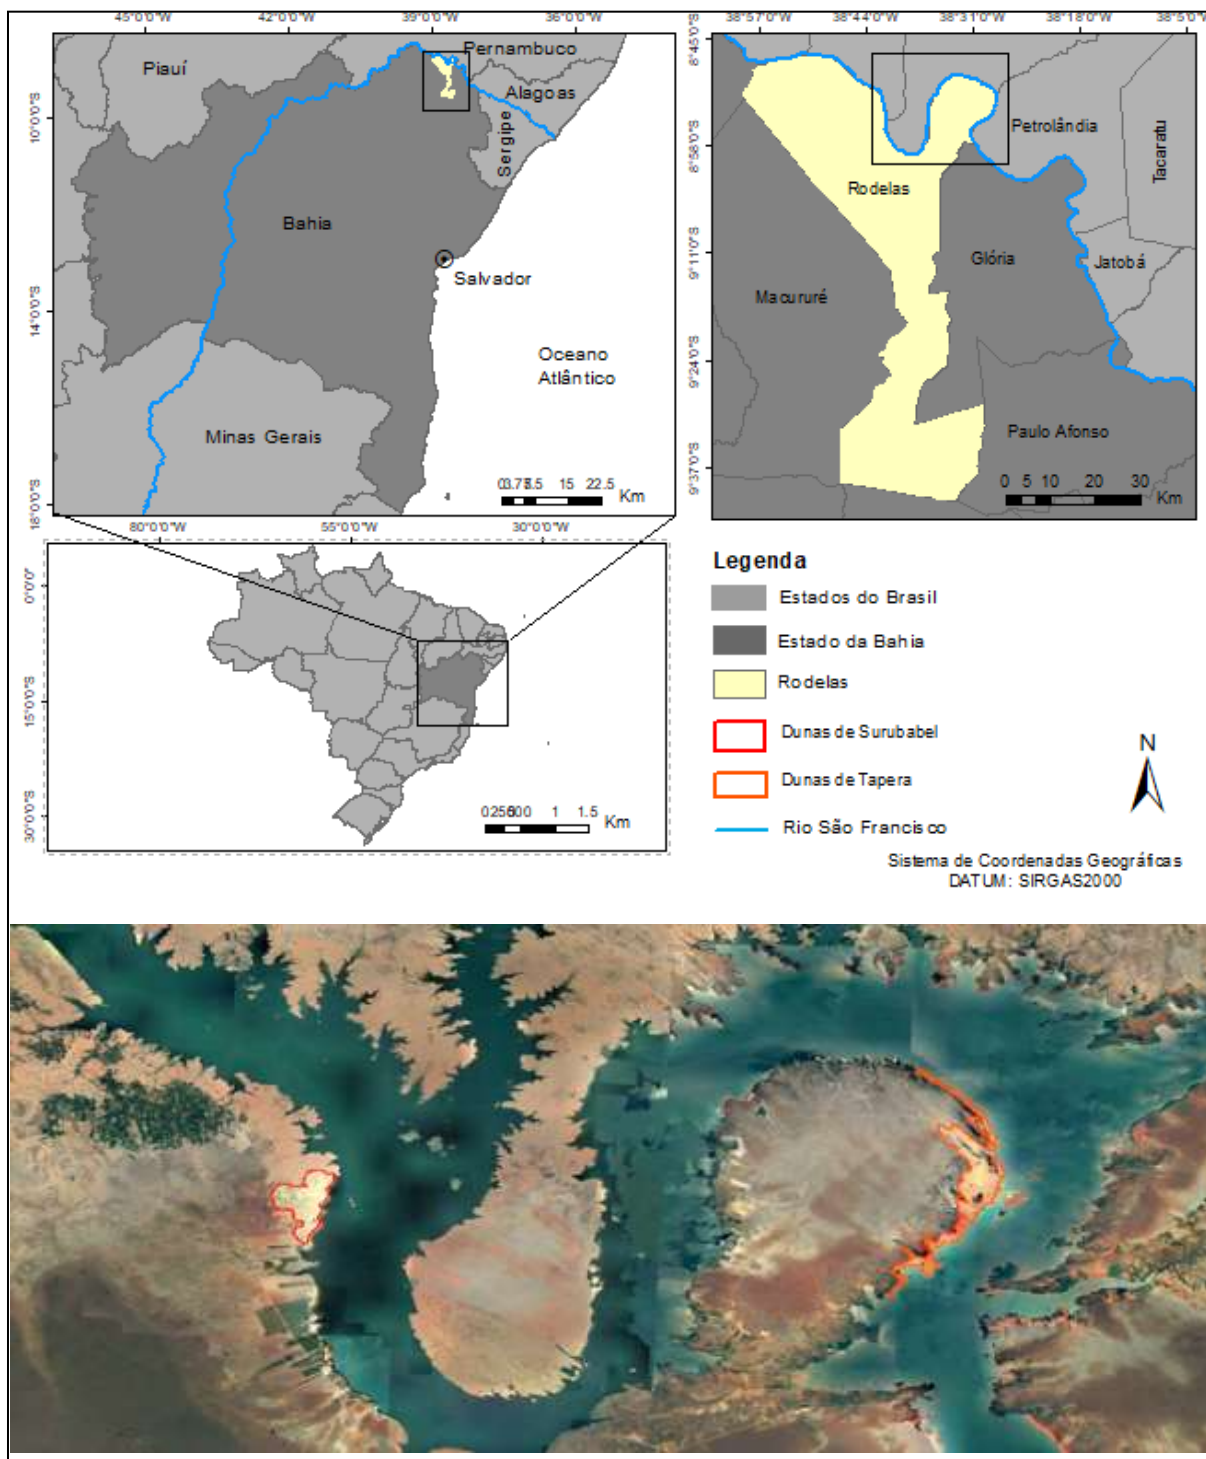 45°0'0"W 42°0'0"W 39°0'0"W 36°0'0"W
10°0'0"S
14°0'0"S
18°0'0"S
Piauí
Pernambuco
Alagoas
Sergipe
Bahia
Salvador
Oceano
Atlântico
Minas Gerais
15 22.5 Km
38°57'0"W 38°44'0"W 38°31'0"W 38°18'0"W 38°5'0"W
8°45'0"S
8°58'0"S
9°11'0"S
9°24'0"S
9°37'0"S
Petrolândia
Tacaratu
Rodelas
Glória
Jatobá
Macururé
Paulo Afonso
0 5 10 20 30
Km
80°0'0"W 55°0'0"W 30°0'0"W
0°0'0"
15°0'0"S
30°0'0"S
1 1.5 Km
Legenda
Estados do Brasil
Estado da Bahia
Rodelas
Dunas de Surubabel
Dunas de Tapera
Rio São Francisco
N
Sistema de Coordenadas Geográficas
DATUM: SIRGAS2000